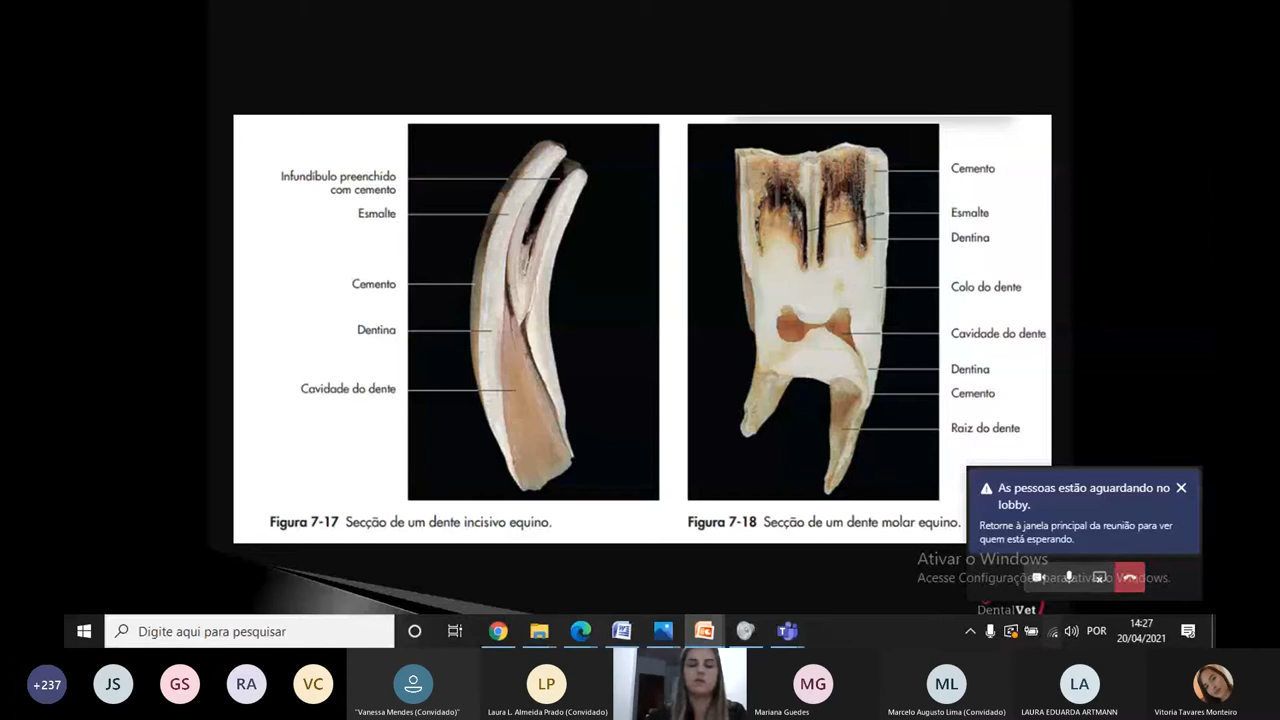 Infundíbulo preenchido
com cemento
Esmalte
Cemento
Dentina
Cavidade do dente
Cemento
Esmalte
Dentina
Colo do dente
Cavidade do dente
Dentina
Cemento
Raiz do dente
Figura 7-17 Secção de um dente incisivo equino.
Figura 7-18 Secção de um dente molar equino.
As pessoas estão aguardando no
lobby.
Retorne à janela principal da reunião para ver
quem está esperando.
Ativar o Windows
Acesse Configurações para ativar o Windows.
DentalVet
Digite aqui para pesquisar
POR
14:27
20/04/2021
+237
JS
GS
RA
VC
LP
MG
ML
LA
"Vanessa Mendes (Convidado)"
Laura L. Almeida Prado (Convidado)
Mariana Guedes
Marcelo Augusto Lima (Convidado)
LAURA EDUARDA ARTMANN
Vitoria Tavares Monteiro